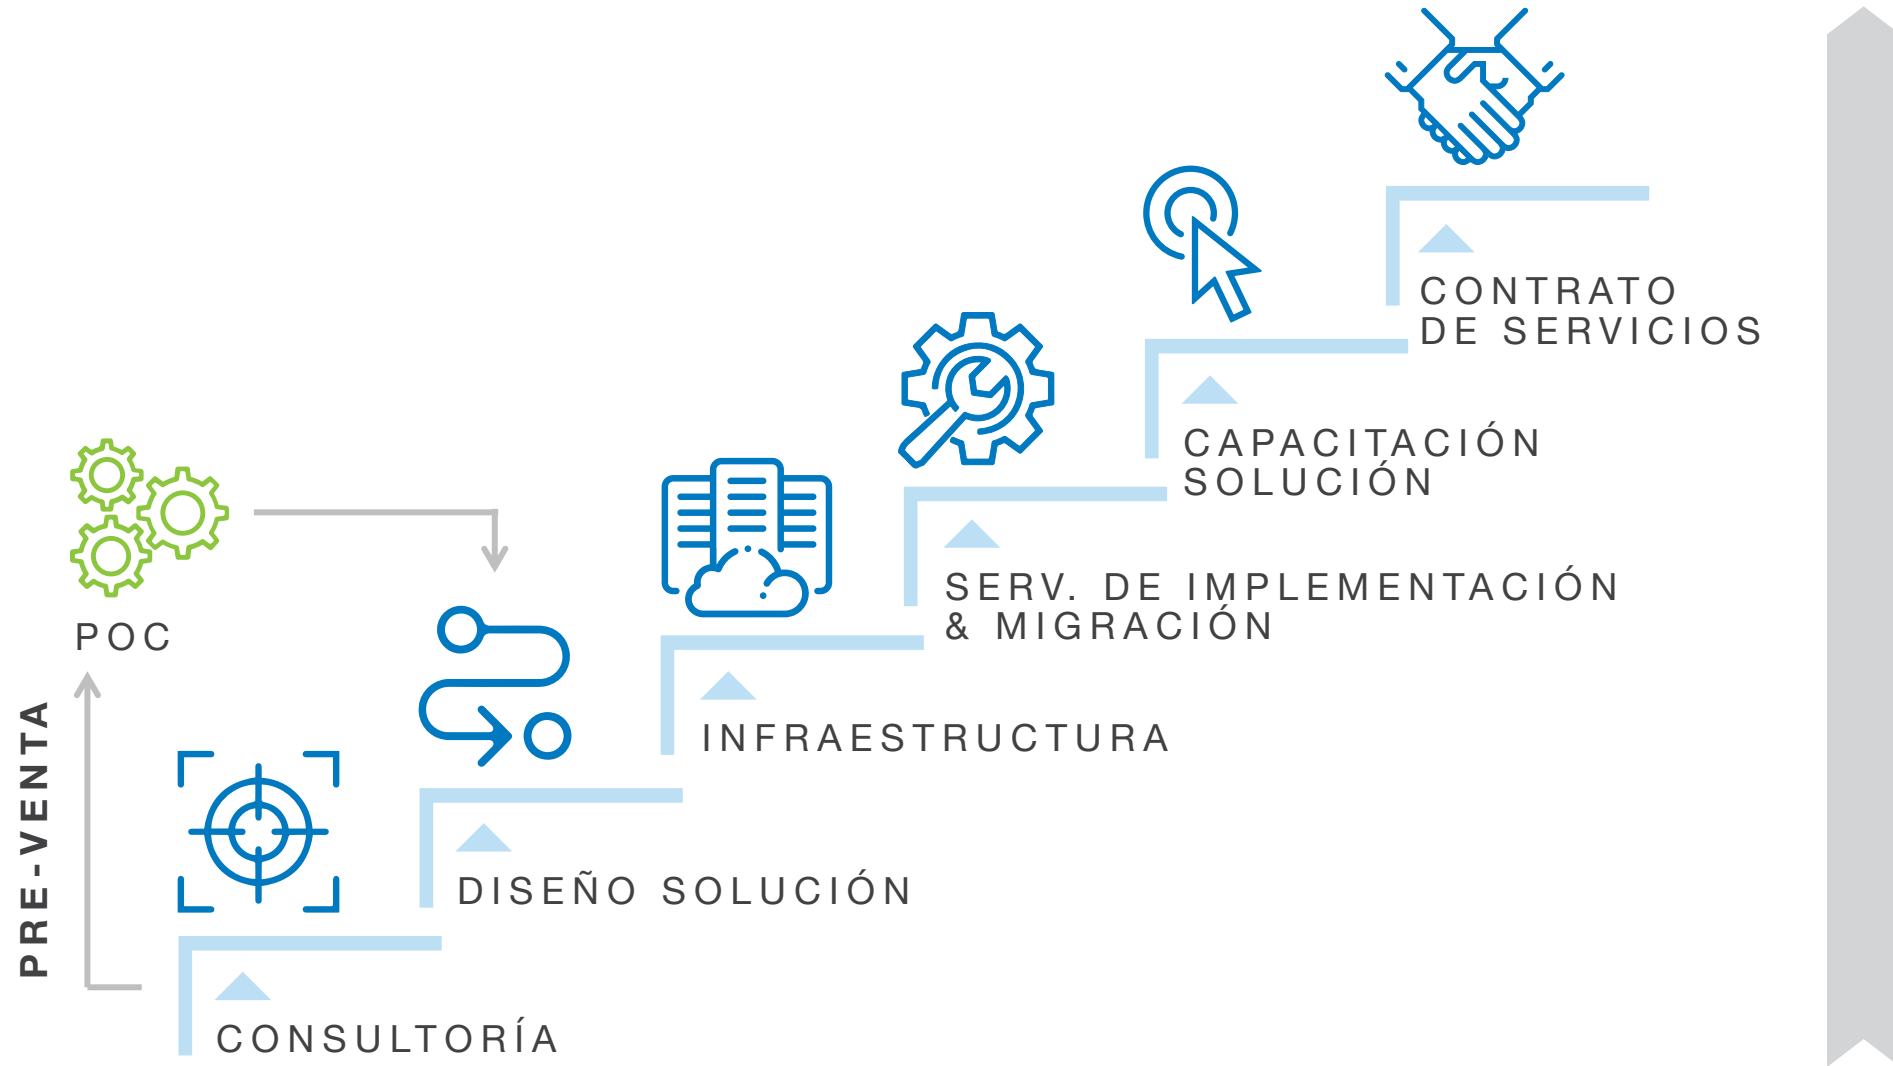 CONTRATO
DE SERVICIOS
CAPACITACIÓN
SOLUCIÓN
SERV. DE IMPLEMENTACIÓN
& MIGRACIÓN
POC
INFRAESTRUCTURA
PRE-VENTA
DISEÑO SOLUCIÓN
CONSULTORÍA